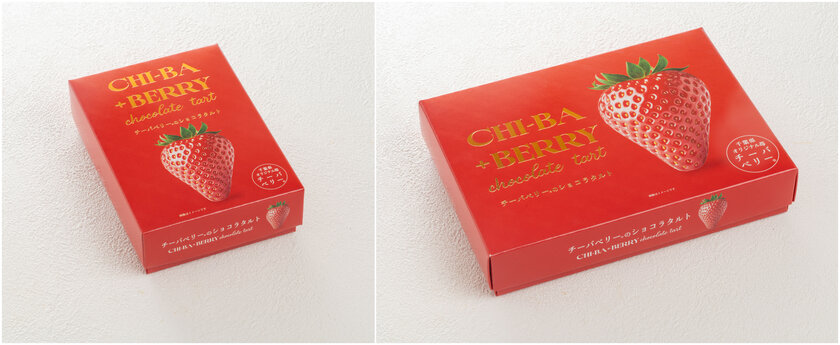 CHI-BA
+BERRY
chocolate tart
チーバベリー®のショコラタルト
千葉県
オリジナル苺
チーバ
ベリー®
チーバベリー®のショコラタルト
CHI-BA+BERRY chocolate tart
CHI-BA
+BERRY
chocolate tart
チーバベリー®のショコラタルト
千葉県
オリジナル苺
チーバ
ベリー®
チーバベリー®のショコラタルト
CHI-BA+BERRY chocolate tart